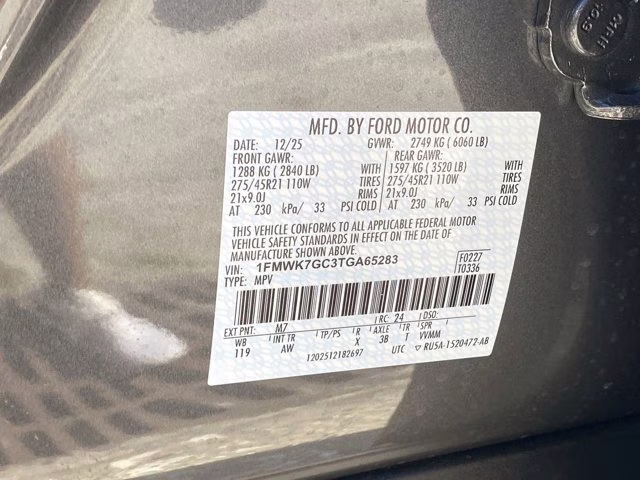 MFD. BY FORD MOTOR CO.
DATE: 12/25 GVWR: 2749 KG ( 6060 LB)
FRONT GAWR: REAR GAWR:
1288 KG ( 2840 LB) WITH 1597 KG ( 3520 LB) WITH
275/45R21 110W TIRES 275/45R21 110W TIRES
21x9.0J RIMS 21x9.0J RIMS
AT 230 kPa/ 33 PSI COLD AT 230 kPa/ 33 PSI COLD
THIS VEHICLE CONFORMS TO ALL APPLICABLE FEDERAL MOTOR
VEHICLE SAFETY STANDARDS IN EFFECT ON THE DATE OF
MANUFACTURE SHOWN ABOVE.
VIN: 1FMWK7GC3TGA65283 F0227
TYPE: MPV T0336
EXT PNT: M7 RC: 24 DSO:
WB INT TR TP/PS R AXLE TR SPR
119 AW X 3B T VVMM
1202512182697 UTC ▽ RU5A-1520472-AB